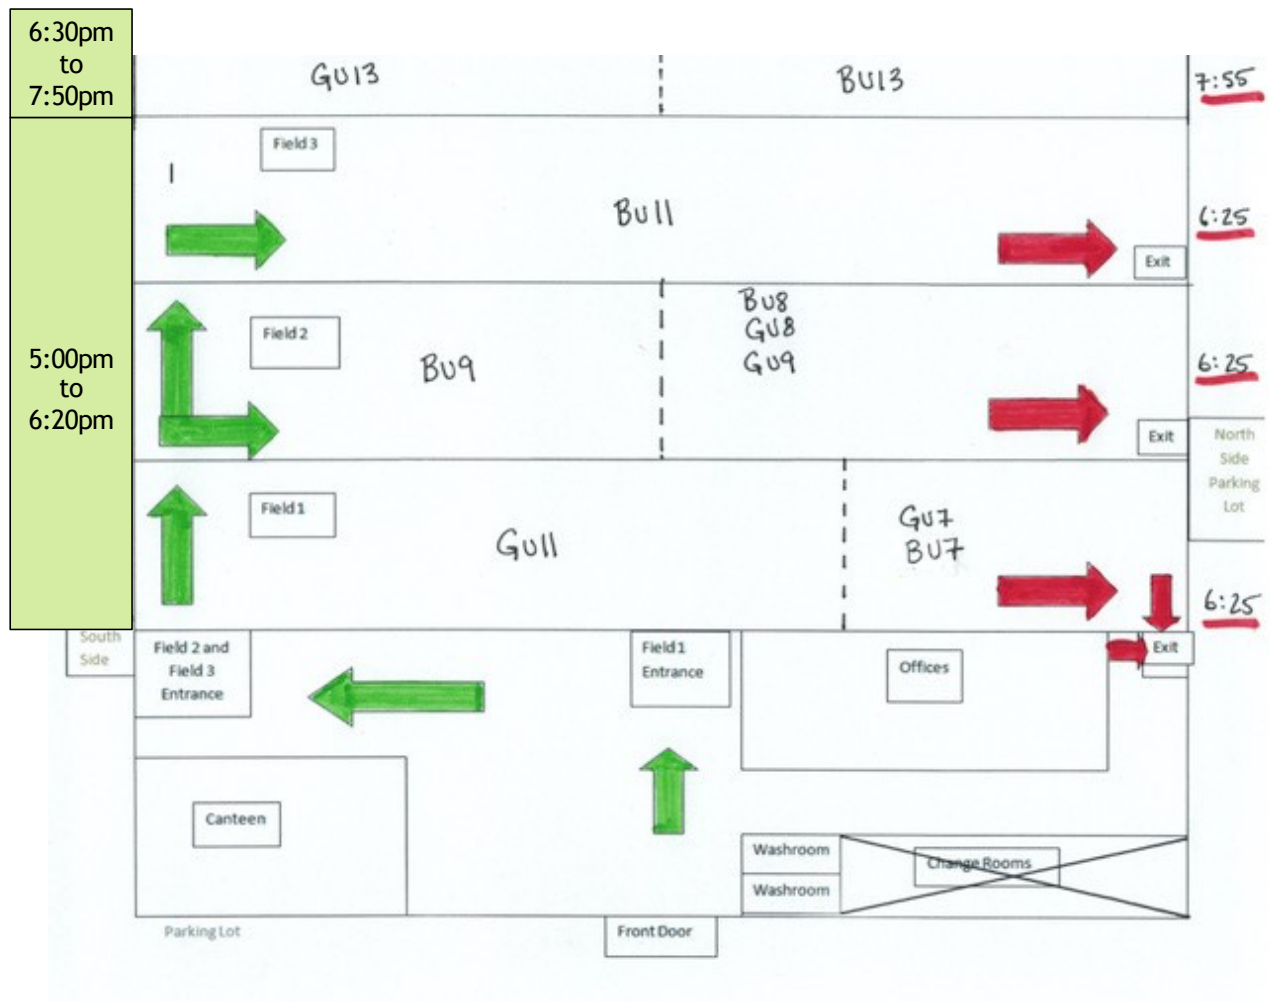 6:30pm
to
7:50pm
GU13
BU13
7:55
Field 3
BU11
6:25
Exit
5:00pm
to
6:20pm
Field 2
BU9
BU8
GU8
GU9
6:25
Exit
North
Side
Parking
Lot
Field 1
GU11
GU7
BU7
6:25
South
Side
Field 2 and
Field 3
Entrance
Field 1
Entrance
Offices
Exit
Canteen
Washroom
Washroom
Change Rooms
Parking Lot
Front Door